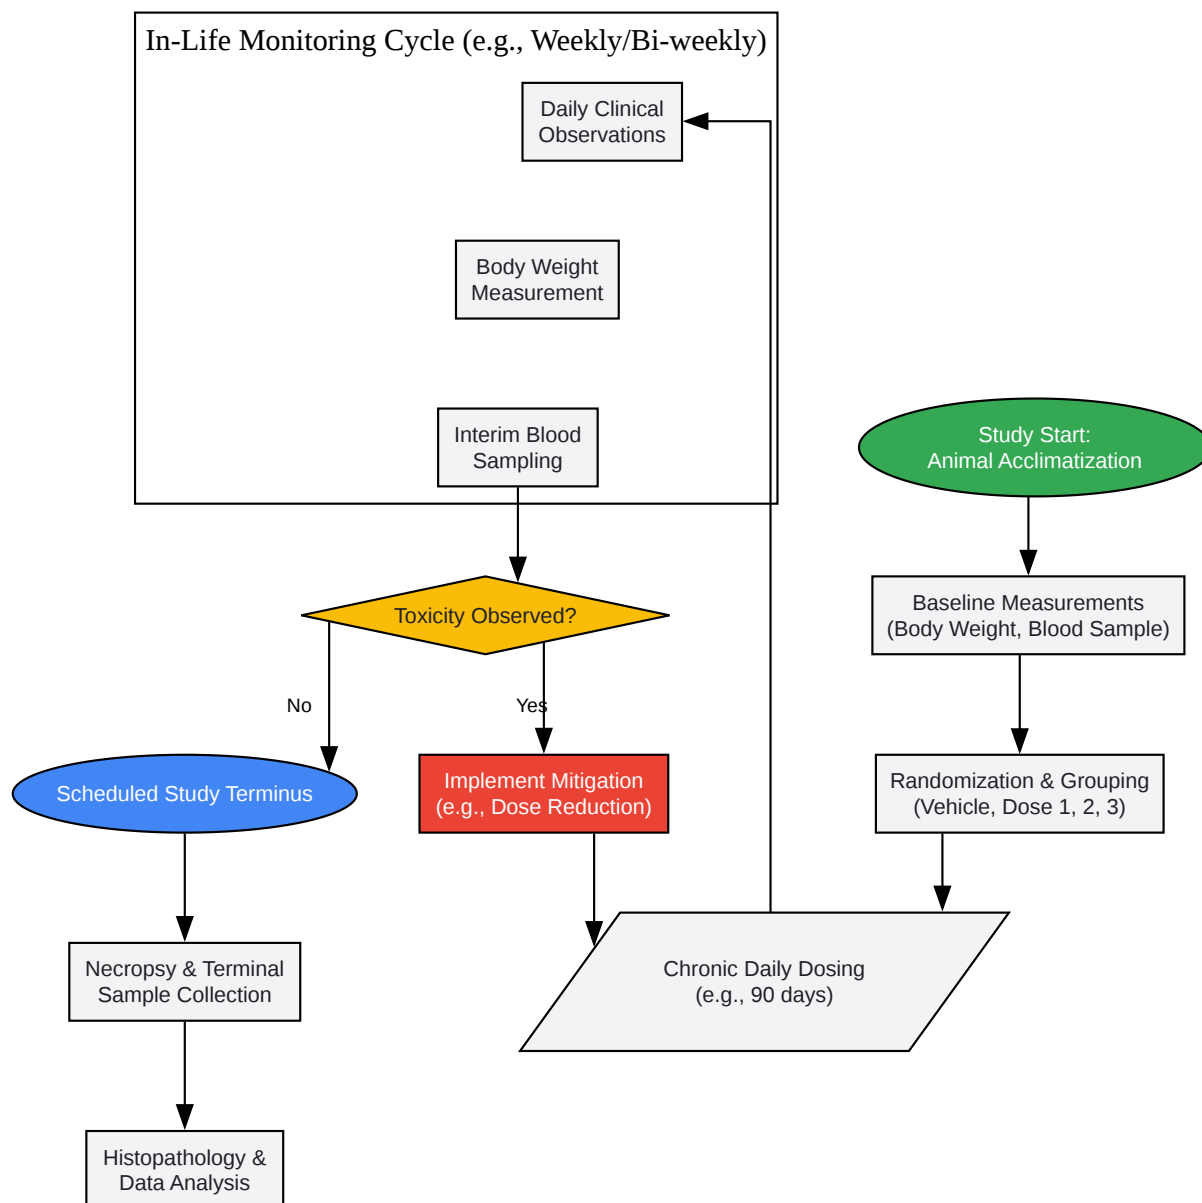 In-Life Monitoring Cycle (e.g., Weekly/Bi-weekly)
Daily Clinical
Observations
Body Weight
Measurement
Interim Blood
Sampling
Study Start:
Animal Acclimatization
Toxicity Observed?
Baseline Measurements
(Body Weight, Blood Sample)
No
Yes
Scheduled Study Terminus
Implement Mitigation
(e.g., Dose Reduction)
Randomization & Grouping
(Vehicle, Dose 1, 2, 3)
Necropsy & Terminal
Sample Collection
Chronic Daily Dosing
(e.g., 90 days)
Histopathology &
Data Analysis